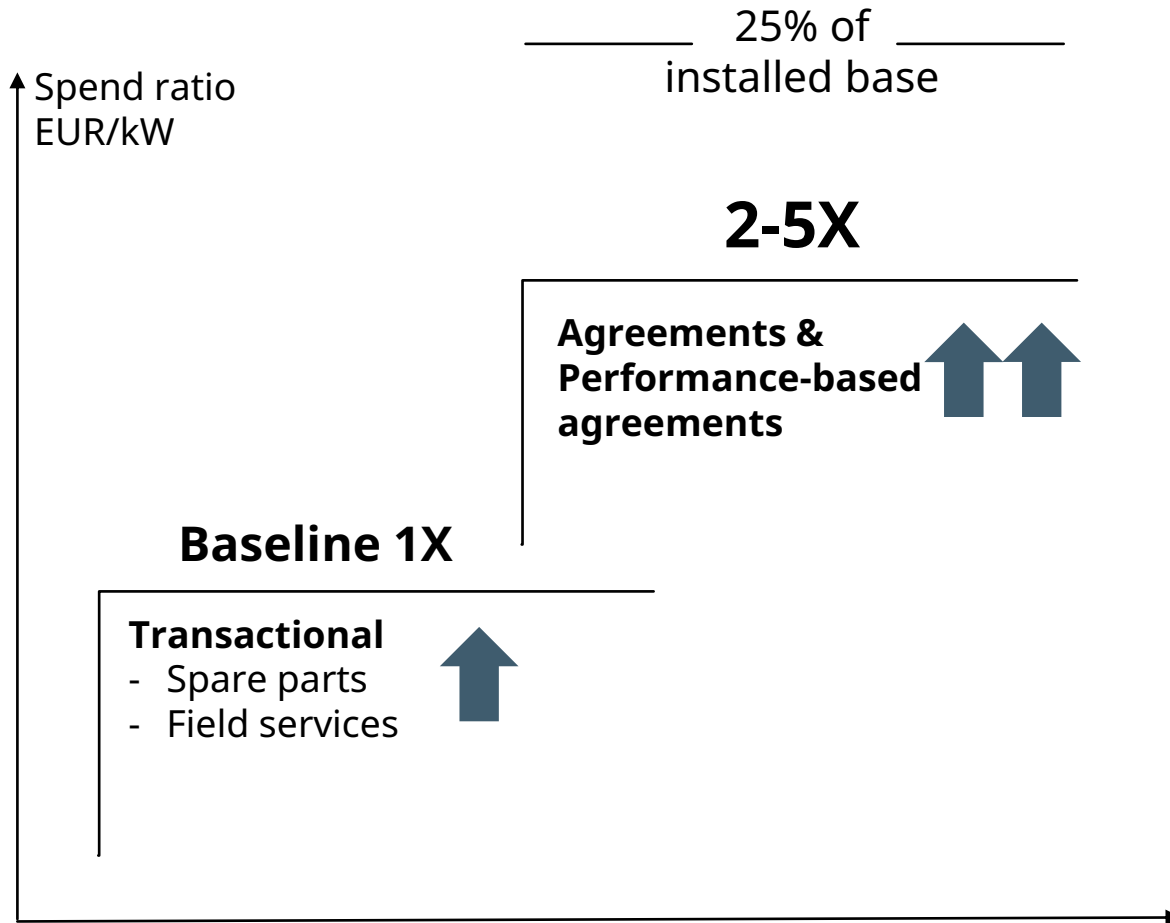 25% of
installed base
Spend ratio
EUR/kW
2-5X
Agreements &
Performance-based
agreements
Baseline 1X
Transactional
- Spare parts
- Field services